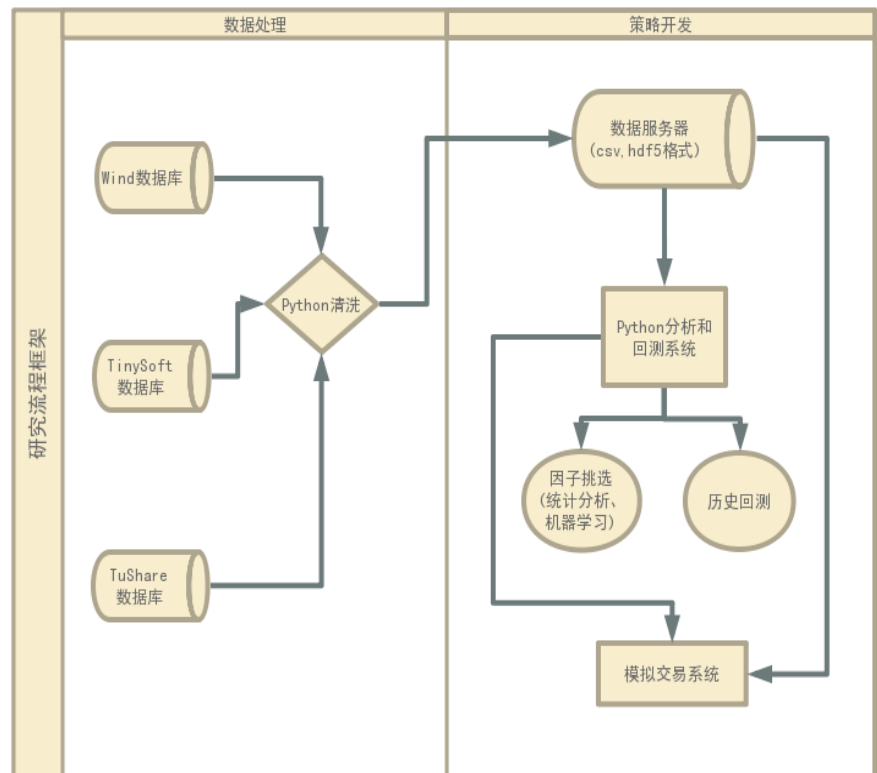 数据处理
策略开发
研究流程框架
Wind数据库
TinySoft
数据库
TuShare
数据库
Python清洗
数据服务器
(csv,hdf5格式)
Python分析和
回测系统
因子挑选
(统计分析、
机器学习)
历史回测
模拟交易系统